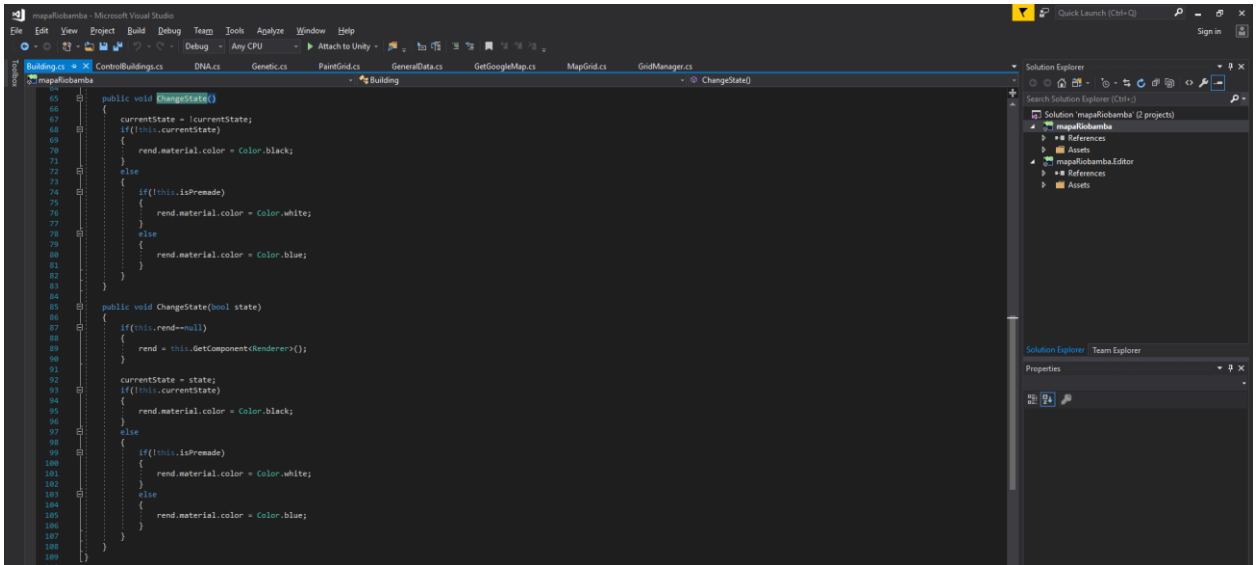 mapaRiobamba - Microsoft Visual Studio
Quick Launch (Ctrl+Q)
File Edit View Project Build Debug Team Tools Analyze Window Help
Sign in
Debug Any CPU Attach to Unity
Toolbox
Building.cs ControlBuildings.cs DNA.cs Genetic.cs PaintGrid.cs GeneralData.cs GetGoogleMap.cs MapGrid.cs GridManager.cs
mapaRiobamba Building ChangeState()
64
65 public void ChangeState()
66 {
67 currentState = !currentState;
68 if(!this.currentState)
69 {
70 rend.material.color = Color.black;
71 }
72 else
73 {
74 if(!this.isPremade)
75 {
76 rend.material.color = Color.white;
77 }
78 else
79 {
80 rend.material.color = Color.blue;
81 }
82 }
83 }
84
85 public void ChangeState(bool state)
86 {
87 if(this.rend==null)
88 {
89 rend = this.GetComponent<Renderer>();
90 }
91
92 currentState = state;
93 if(!this.currentState)
94 {
95 rend.material.color = Color.black;
96 }
97 else
98 {
99 if(!this.isPremade)
100 {
101 rend.material.color = Color.white;
102 }
103 else
104 {
105 rend.material.color = Color.blue;
106 }
107 }
108 }
109 }
Solution Explorer
Search Solution Explorer (Ctrl+;)
Solution 'mapaRiobamba' (2 projects)
mapaRiobamba
References
Assets
mapaRiobamba.Editor
References
Assets
Solution Explorer Team Explorer
Properties